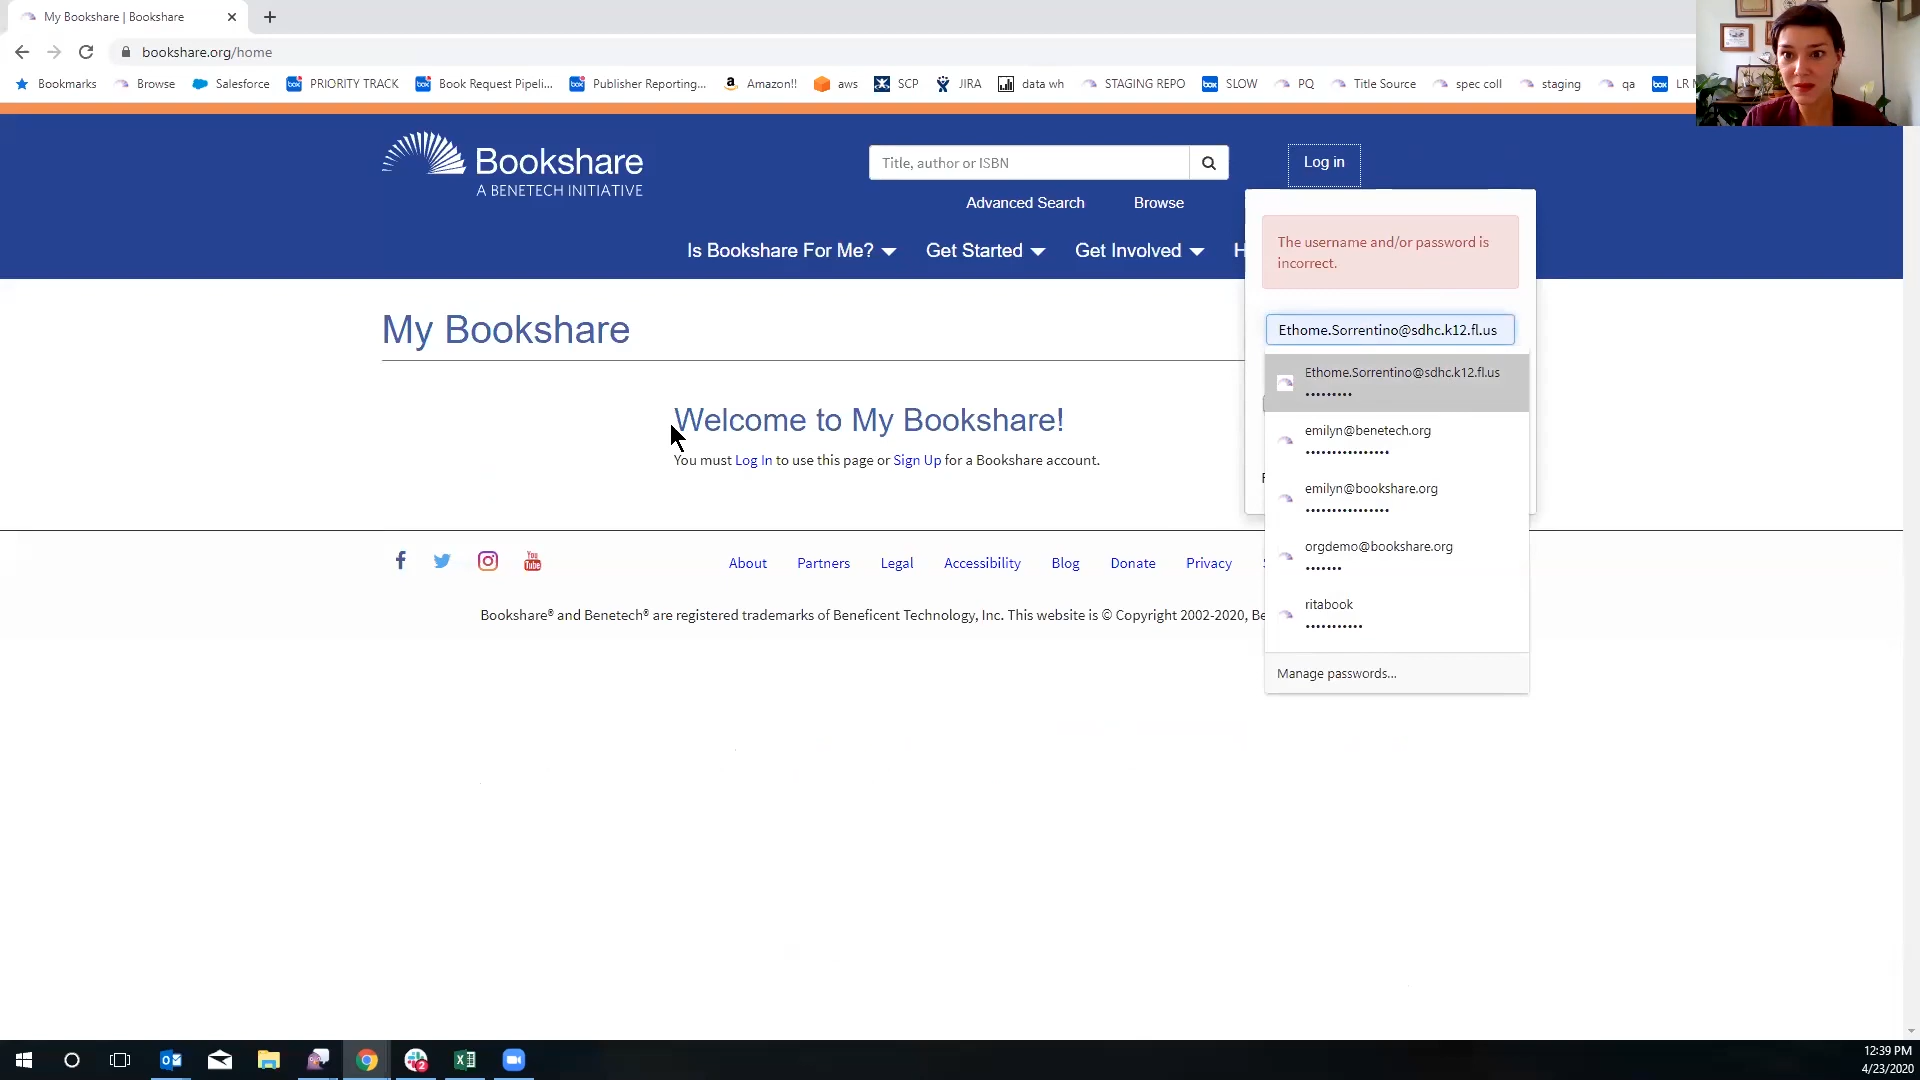 My Bookshare | Bookshare
bookshare.org/home
Bookmarks Browse Salesforce PRIORITY TRACK Book Request Pipeli... Publisher Reporting... Amazon!! aws SCP JIRA data wh STAGING REPO SLOW PQ Title Source spec coll staging qa LR
Bookshare
A BENETECH INITIATIVE
Title, author or ISBN
Log in
Advanced Search Browse
Is Bookshare For Me? Get Started Get Involved H
The username and/or password is
incorrect.
Ethome.Sorrentino@sdhc.k12.fl.us
Ethome.Sorrentino@sdhc.k12.fl.us
emilyn@benetech.org
emilyn@bookshare.org
orgdemo@bookshare.org
ritabook
Manage passwords...
My Bookshare
Welcome to My Bookshare!
You must Log In to use this page or Sign Up for a Bookshare account.
You Tube
About Partners Legal Accessibility Blog Donate Privacy
Bookshare® and Benetech® are registered trademarks of Beneficent Technology, Inc. This website is © Copyright 2002-2020, Be
12:39 PM
4/23/2020